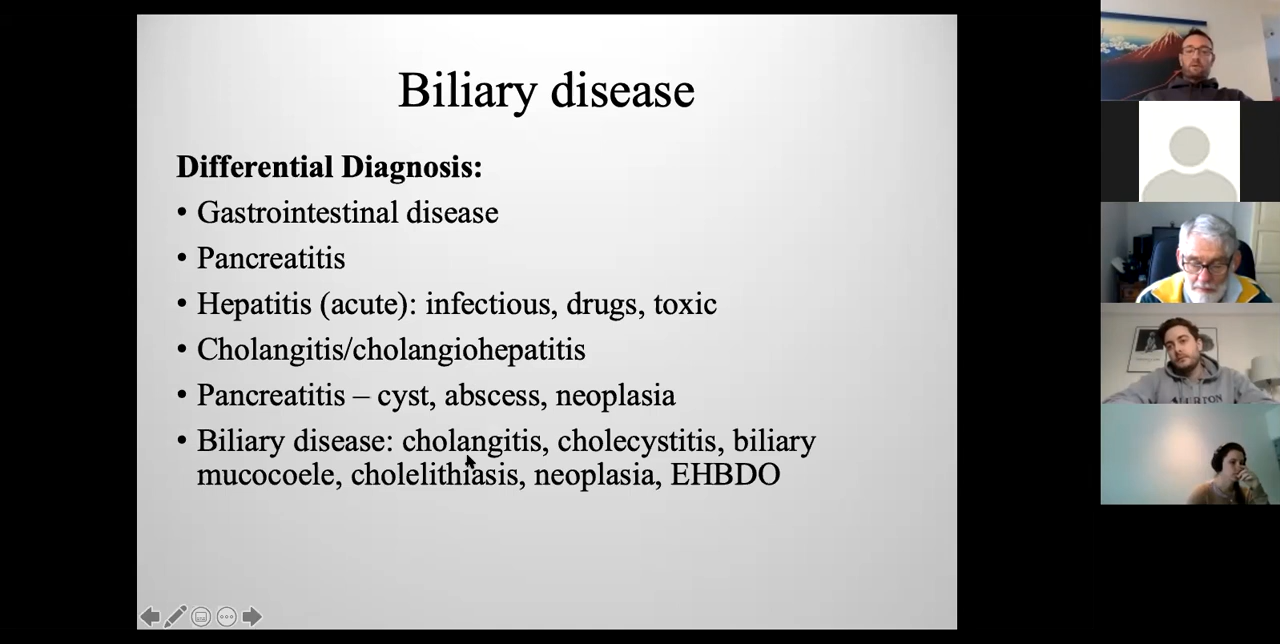 Biliary disease
Differential Diagnosis:
• Gastrointestinal disease
• Pancreatitis
• Hepatitis (acute): infectious, drugs, toxic
• Cholangitis/cholangiohepatitis
• Pancreatitis – cyst, abscess, neoplasia
• Biliary disease: cholangitis, cholecystitis, biliary
mucocoele, cholelithiasis, neoplasia, EHBDO
BURTON